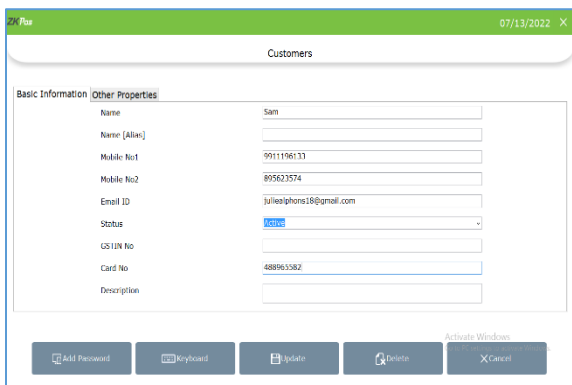 ZKPos 07/13/2022 X
Customers
Basic Information Other Properties
Name Sam
Name [Alias]
Mobile No1 9911196133
Mobile No2 895623574
Email ID juliealphons18@gmail.com
Status Active
GSTIN No
Card No 488965582
Description
Activate Windows
Add Password Keyboard Update Delete Cancel